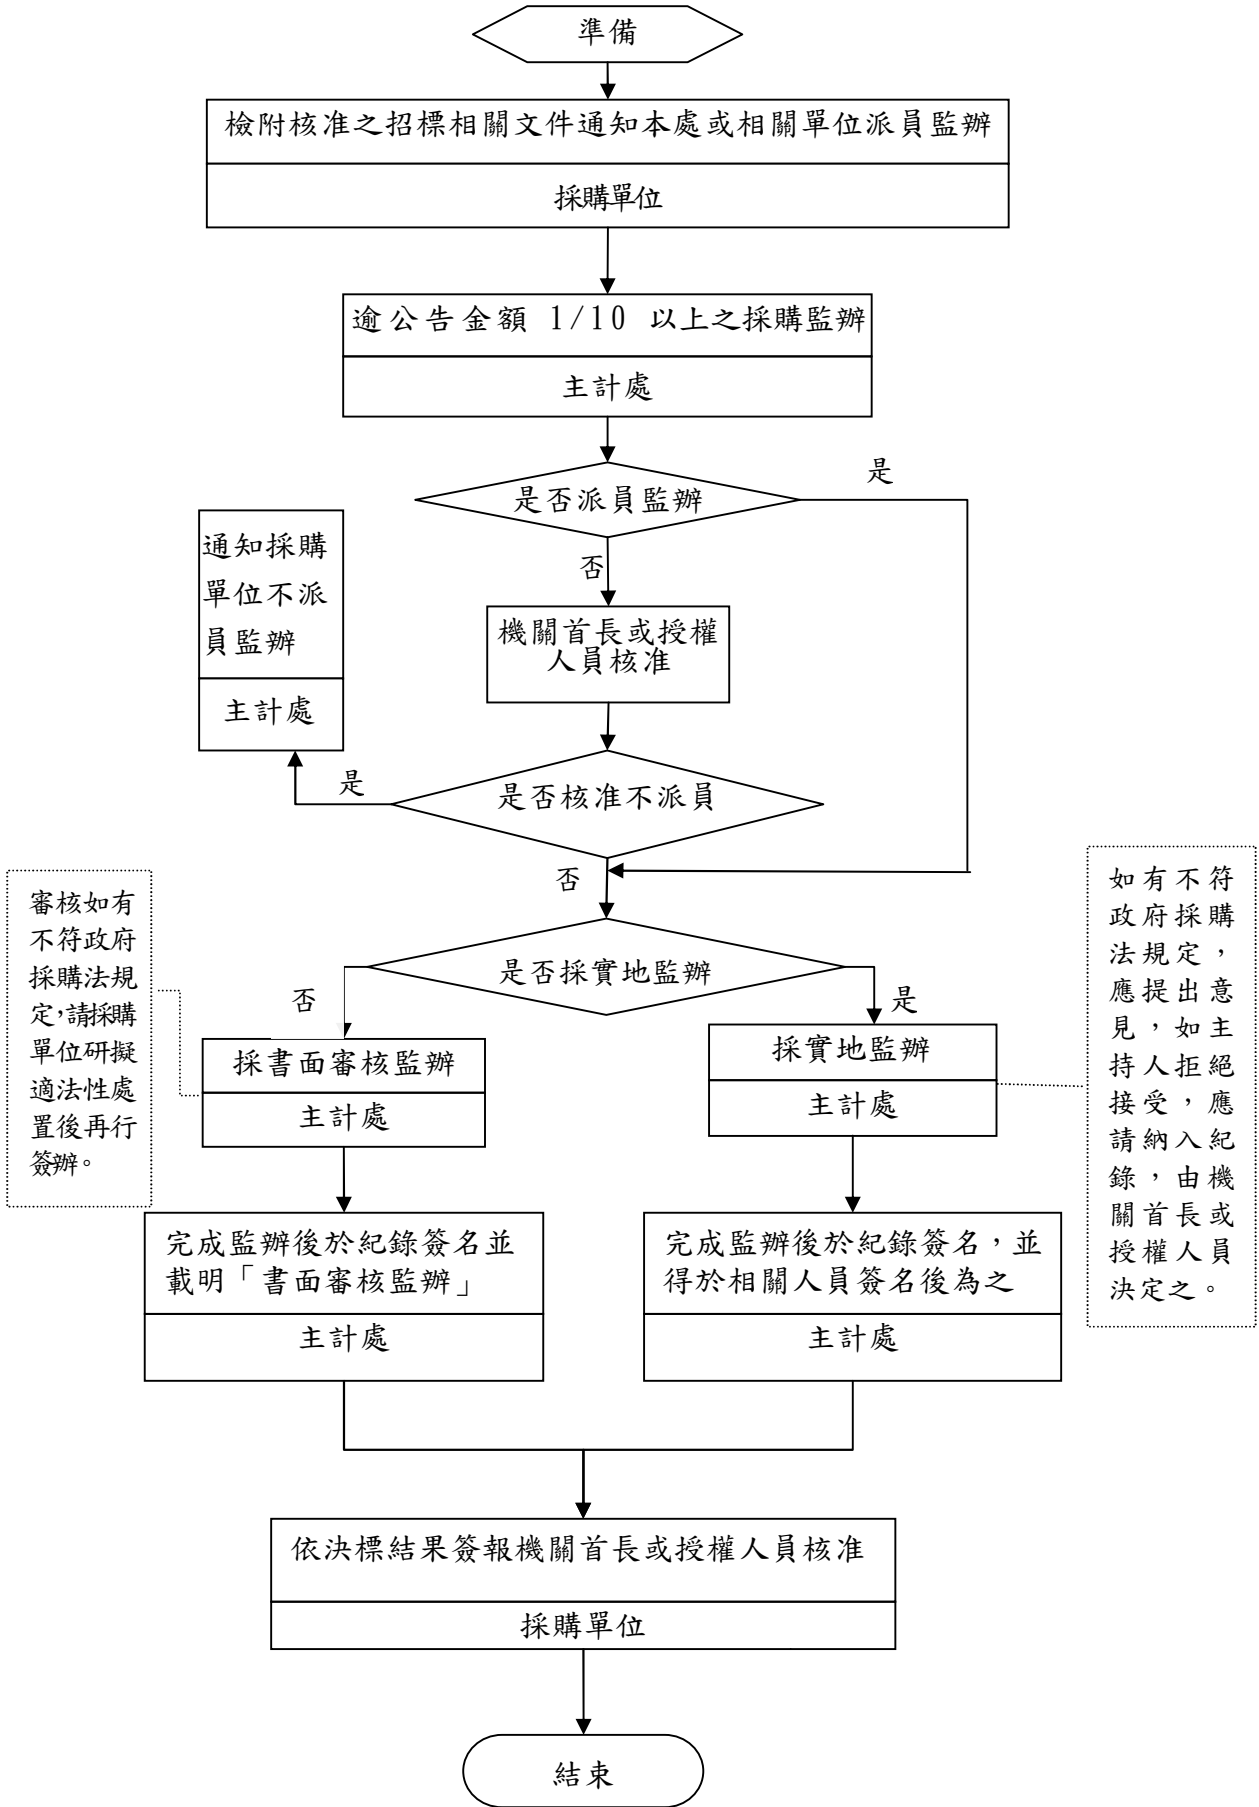 準備
檢附核准之招標相關文件通知本處或相關單位派員監辦
採購單位
逾公告金額 1/10 以上之採購監辦
主計處
是否派員監辦
是
否
通知採購
單位不派
員監辦
主計處
機關首長或授權
人員核准
是否核准不派員
是
否
是否採實地監辦
否
是
審核如有
不符政府
採購法規
定，請採購
單位研擬
適法性處
置後再行
簽辦。
採書面審核監辦
主計處
採實地監辦
主計處
如有不符
政府採購
法規定，
應提出意
見，如主
持人拒絕
接受，應
請納入紀
錄，由機
關首長或
授權人員
決定之。
完成監辦後於紀錄簽名並
載明「書面審核監辦」
主計處
完成監辦後於紀錄簽名，並
得於相關人員簽名後為之
主計處
依決標結果簽報機關首長或授權人員核准
採購單位
結束